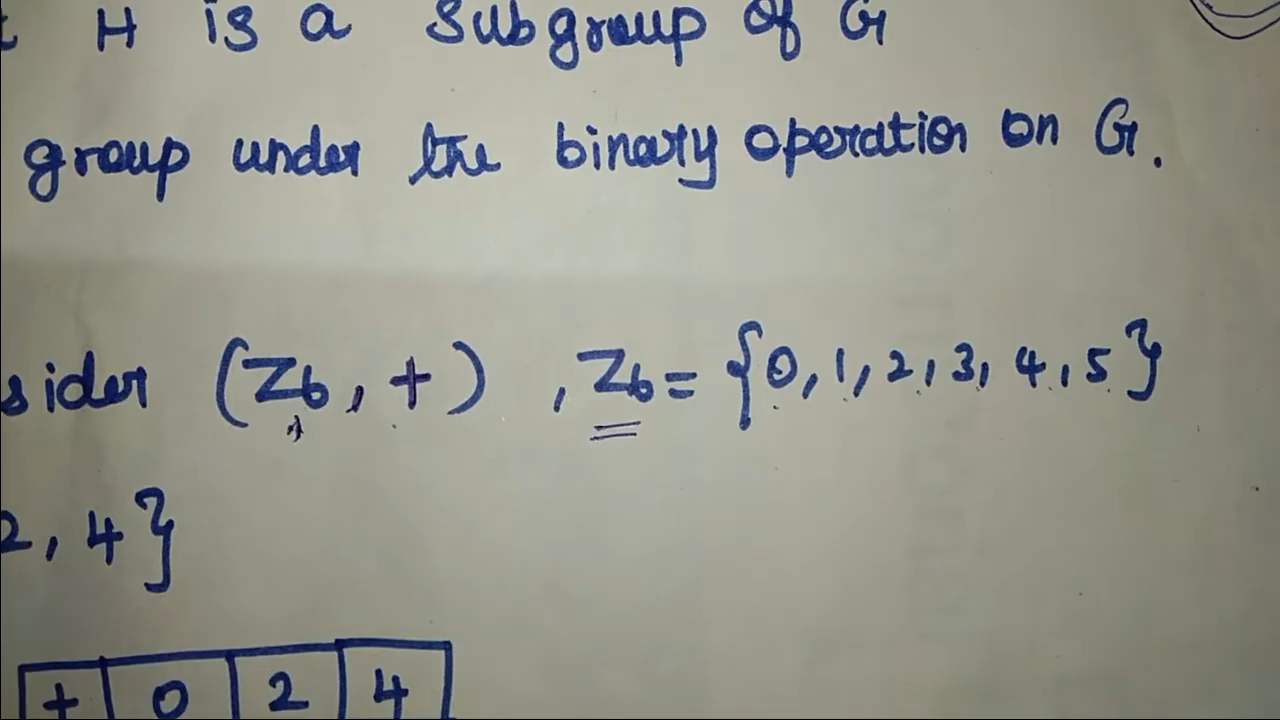 H is a subgroup of G
group under the binary operation on G.
sider (Z6, +) , Z6 = {0, 1, 2, 3, 4, 5}
2, 4}
+ 0 2 4